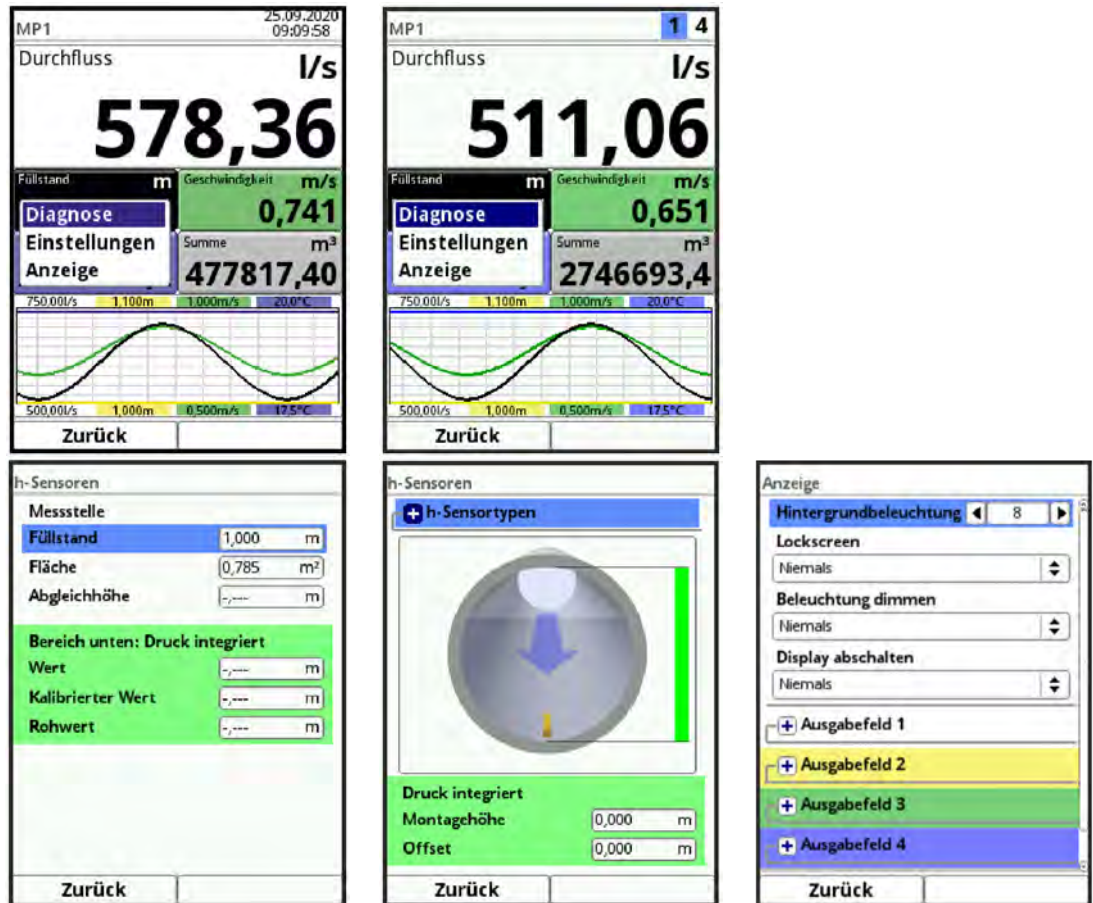 MP1
25.09.2020
09:09:58
Durchfluss
l/s
578,36
Füllstand m
Geschwindigkeit m/s
0,741
Diagnose
Einstellungen
Anzeige
Summe m³
477817,40
750,00l/s 1,100m 1,000m/s 20,0°C
500,00l/s 1,000m 0,500m/s 17,5°C
Zurück
MP1
1 4
Durchfluss
l/s
511,06
Füllstand m
Geschwindigkeit m/s
0,651
Diagnose
Einstellungen
Anzeige
Summe m³
2746693,4
750,00l/s 1,100m 1,000m/s 20,0°C
500,00l/s 1,000m 0,500m/s 17,5°C
Zurück
h-Sensoren
Messstelle
Füllstand 1,000 m
Fläche 0,785 m²
Abgleichhöhe -,--- m
Bereich unten: Druck integriert
Wert -,--- m
Kalibrierter Wert -,--- m
Rohwert -,--- m
Zurück
h-Sensoren
+ h-Sensortypen
Druck integriert
Montagehöhe 0,000 m
Offset 0,000 m
Zurück
Anzeige
Hintergrundbeleuchtung 8
Lockscreen
Niemals
Beleuchtung dimmen
Niemals
Display abschalten
Niemals
+ Ausgabefeld 1
+ Ausgabefeld 2
+ Ausgabefeld 3
+ Ausgabefeld 4
Zurück